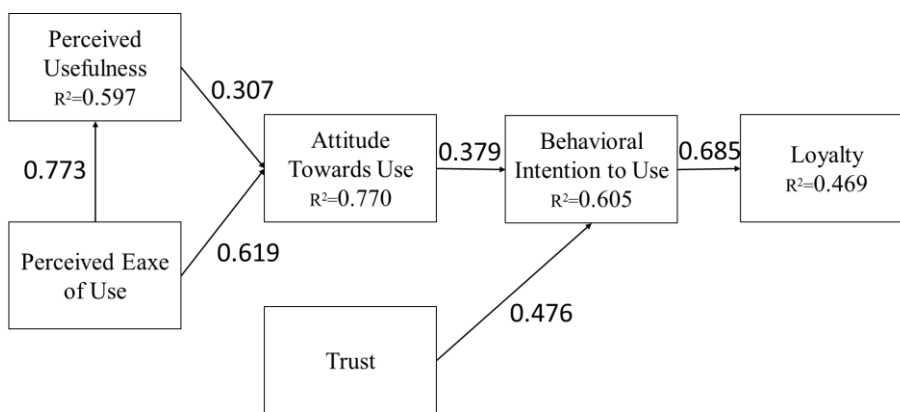 Perceived
Usefulness
R²=0.597
0.307
0.773
Attitude
Towards Use
R²=0.770
0.379
Behavioral
Intention to Use
R²=0.605
0.685
Loyalty
R²=0.469
Perceived Eaxe
of Use
0.619
0.476
Trust